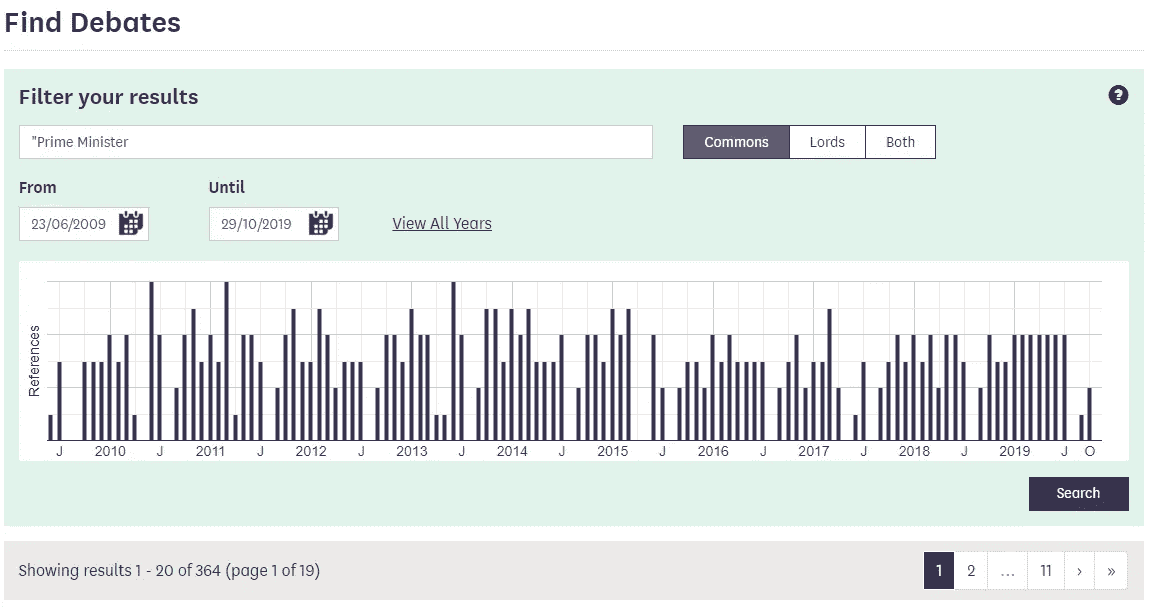 Find Debates
Filter your results
?
"Prime Minister
Commons Lords Both
From Until
23/06/2009 29/10/2019 View All Years
References
J 2010 J 2011 J 2012 J 2013 J 2014 J 2015 J 2016 J 2017 J 2018 J 2019 J O
Search
Showing results 1 - 20 of 364 (page 1 of 19) 1 2 ... 11 › »